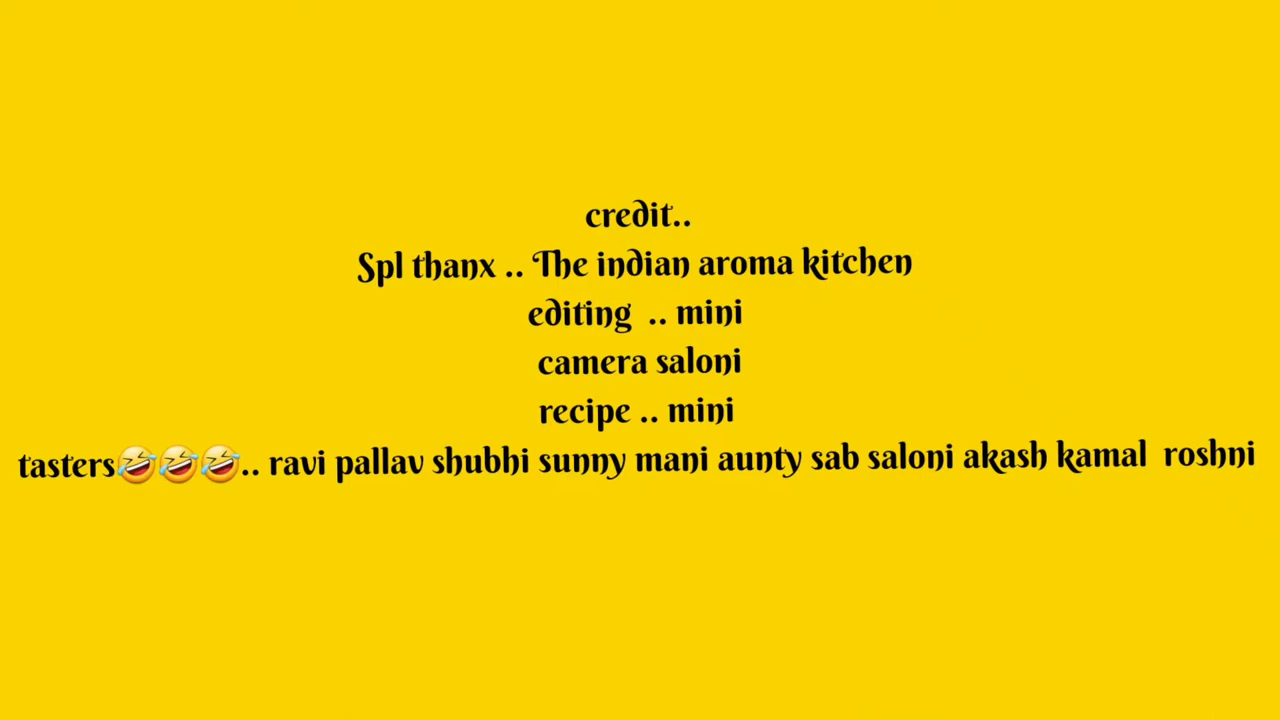 credit..
Spl thanx .. The indian aroma kitchen
editing .. mini
camera saloni
recipe .. mini
tasters🤣🤣🤣.. ravi pallav shubhi sunny mani aunty sab saloni akash kamal roshni